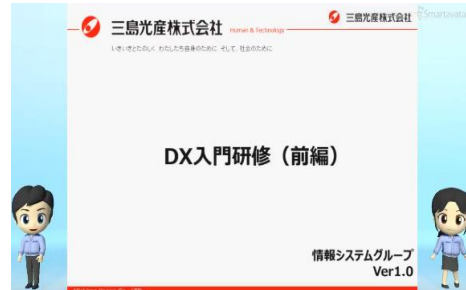 三島光産株式会社 Human & Technology
三島光産株式会社
Smartavata
いきいきとたのしく わたしたち自身のために そして、社会のために
DX入門研修（前編）
情報システムグループ
Ver1.0